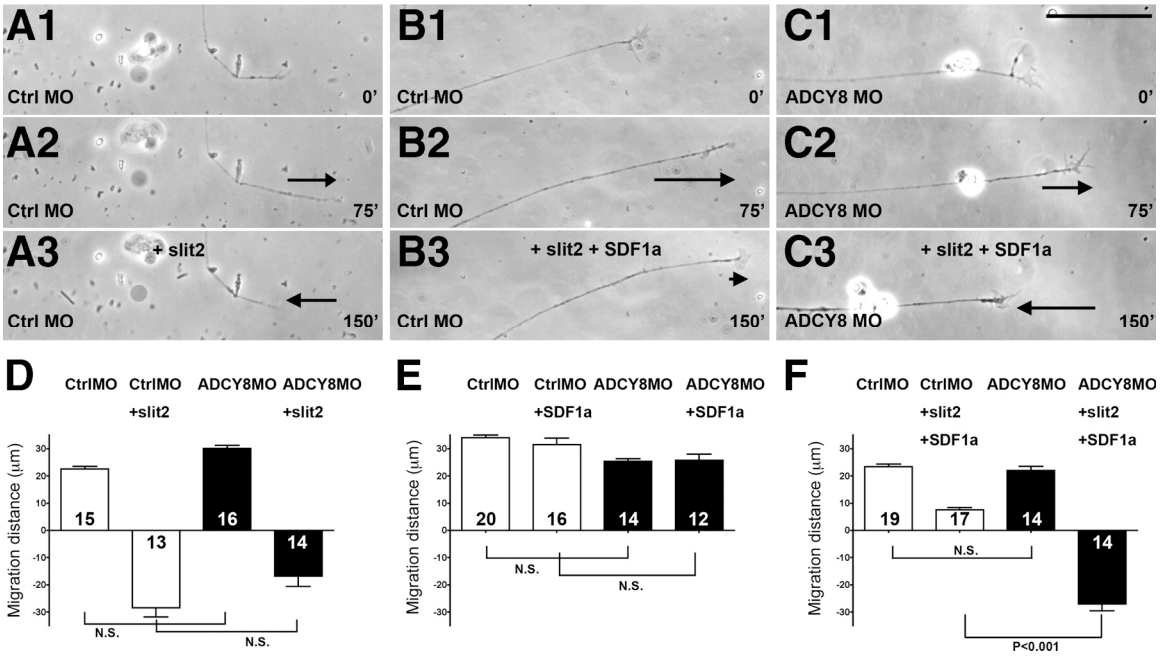 A1
Ctrl MO 0’
B1
Ctrl MO 0’
C1
ADCY8 MO 0’
A2
Ctrl MO 75’
B2
Ctrl MO 75’
C2
ADCY8 MO 75’
A3 + slit2
Ctrl MO 150’
B3 + slit2 + SDF1a
Ctrl MO 150’
C3 + slit2 + SDF1a
ADCY8 MO 150’
D
CtrlMO CtrlMO ADCY8MO ADCY8MO
+slit2 +slit2
Migration distance (μm)
30
20
10
0
-10
-20
-30
15 13 16 14
N.S. N.S.
E
CtrlMO CtrlMO ADCY8MO ADCY8MO
+SDF1a +SDF1a
Migration distance (μm)
30
20
10
0
-10
-20
-30
20 16 14 12
N.S. N.S.
F
CtrlMO CtrlMO ADCY8MO ADCY8MO
+slit2 +slit2
+SDF1a +SDF1a
Migration distance (μm)
30
20
10
0
-10
-20
-30
19 17 14 14
N.S.
P<0.001